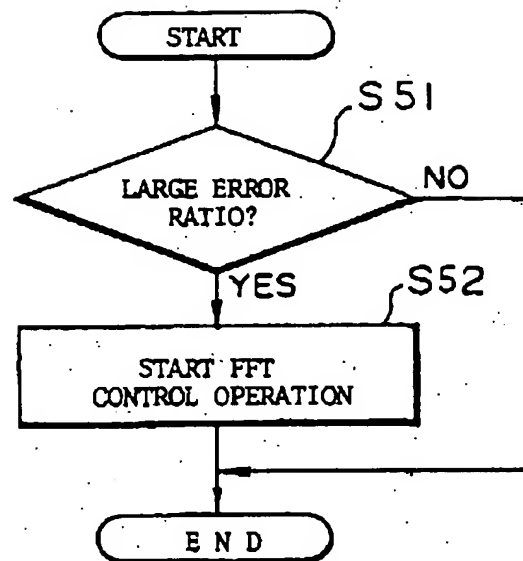 START
S51
LARGE ERROR
RATIO?
NO
YES
S52
START FFT
CONTROL OPERATION
END